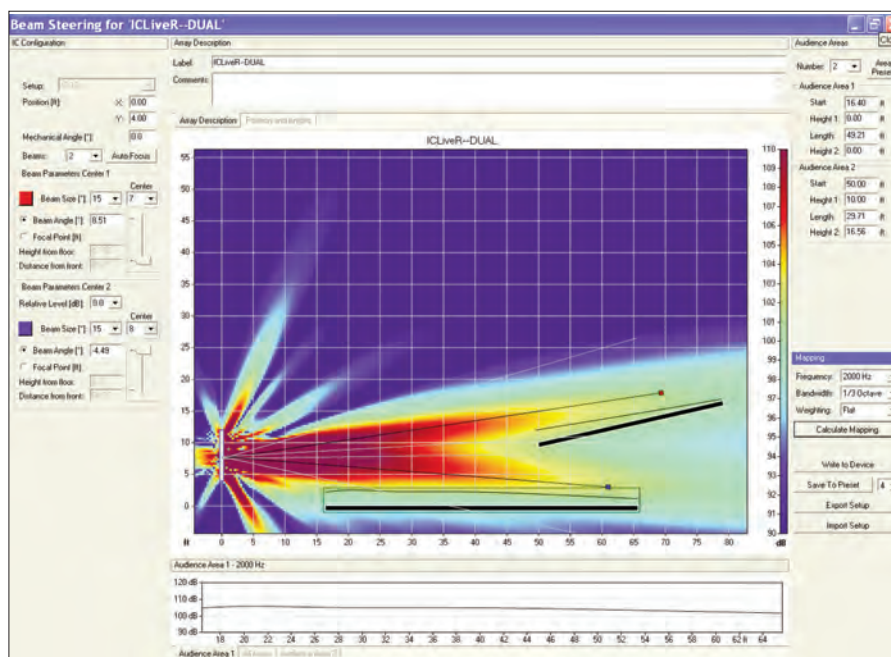 Beam Steering for 'ICLiveR--DUAL'
IC Configuration
Setup:
Position [ft]: X: 0.00
Y: 4.00
Mechanical Angle [°]: 0.0
Beams: 2 Auto Focus
Beam Parameters Center 1
Center
Beam Size [°] 15 7
Beam Angle [°] 8.51
Focal Point [ft]
Height from floor:
Distance from front:
Beam Parameters Center 2
Relative Level [dB] 0.0
Center
Beam Size [°] 15 8
Beam Angle [°] -4.49
Focal Point [ft]
Height from floor:
Distance from front:
Array Description
Label: ICLiveR--DUAL
Comments:
Array Description Positions and Angles
ICLiveR--DUAL
55
50
45
40
35
30
25
20
15
10
5
0
ft 0 5 10 15 20 25 30 35 40 45 50 55 60 65 70 75 80
110
109
108
107
106
105
104
103
102
101
100
99
98
97
96
95
94
93
92
91
90
dB
Audience Area 1 - 2000 Hz
120 dB
105 dB
90 dB
18 20 22 24 26 28 30 32 34 36 38 40 42 44 46 48 50 52 54 56 58 60 62 ft 64
Audience Area 1 All Areas Audience Area 2
Clo
Audience Areas
Number: 2 Area
Preset
Audience Area 1
Start 16.40 ft
Height 1: 0.00 ft
Length: 49.21 ft
Height 2: 0.00 ft
Audience Area 2
Start 50.00 ft
Height 1: 10.00 ft
Length: 29.71 ft
Height 2: 16.56 ft
Mapping
Frequency: 2000 Hz
Bandwidth: 1/3 Octave
Weighting: Flat
Calculate Mapping
Write to Device
Save To Preset 4
Export Setup
Import Setup